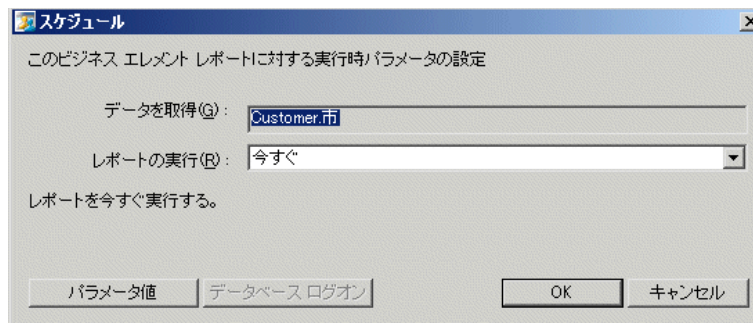 スケジュール
このビジネス エレメント レポートに対する実行時パラメータの設定
データを取得(G):
Customer.市
レポートの実行(R):
今すぐ
レポートを今すぐ実行する。
パラメータ値
データベース ログオン
OK
キャンセル